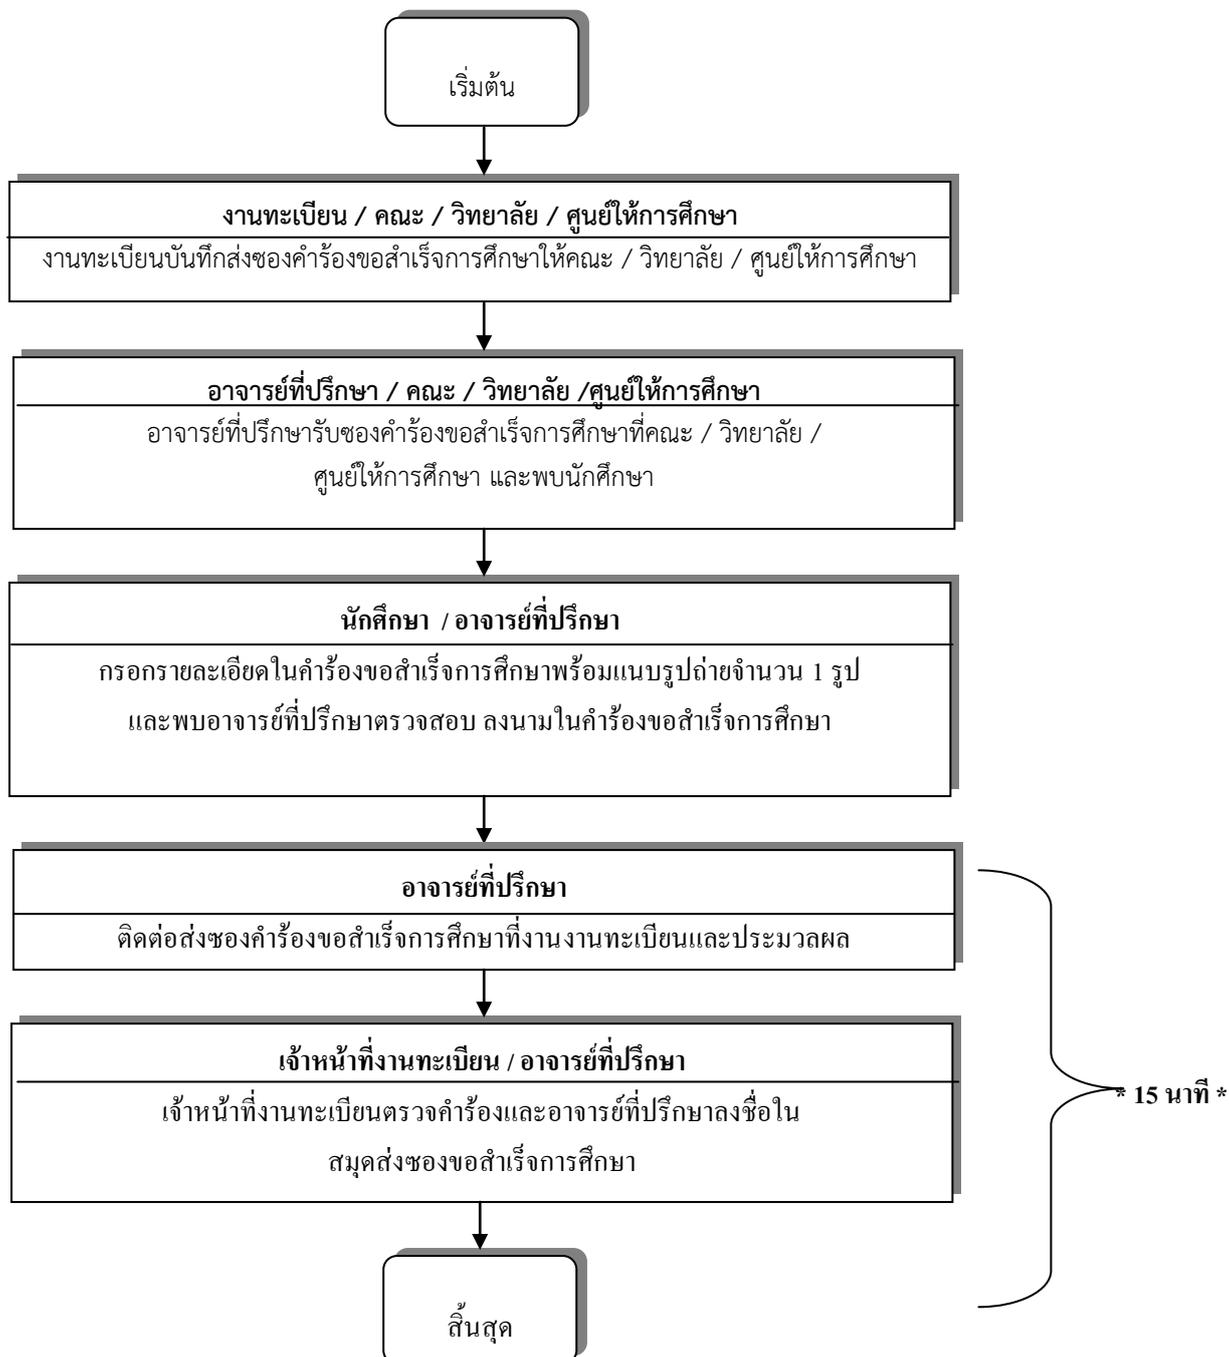 เริ่มต้น
งานทะเบียน / คณะ / วิทยาลัย / ศูนย์ให้การศึกษา
งานทะเบียนบันทึกส่งซองคำร้องขอสำเร็จการศึกษาให้คณะ / วิทยาลัย / ศูนย์ให้การศึกษา
อาจารย์ที่ปรึกษา / คณะ / วิทยาลัย /ศูนย์ให้การศึกษา
อาจารย์ที่ปรึกษารับซองคำร้องขอสำเร็จการศึกษาที่คณะ / วิทยาลัย /
ศูนย์ให้การศึกษา และพบนักศึกษา
นักศึกษา / อาจารย์ที่ปรึกษา
กรอกรายละเอียดในคำร้องขอสำเร็จการศึกษาพร้อมแนบรูปถ่ายจำนวน 1 รูป
และพบอาจารย์ที่ปรึกษาตรวจสอบ ลงนามในคำร้องขอสำเร็จการศึกษา
อาจารย์ที่ปรึกษา
ติดต่อส่งซองคำร้องขอสำเร็จการศึกษาที่งานงานทะเบียนและประมวลผล
เจ้าหน้าที่งานทะเบียน / อาจารย์ที่ปรึกษา
เจ้าหน้าที่งานทะเบียนตรวจคำร้องและอาจารย์ที่ปรึกษาลงชื่อใน
สมุดส่งซองขอสำเร็จการศึกษา
* 15 นาที *
สิ้นสุด